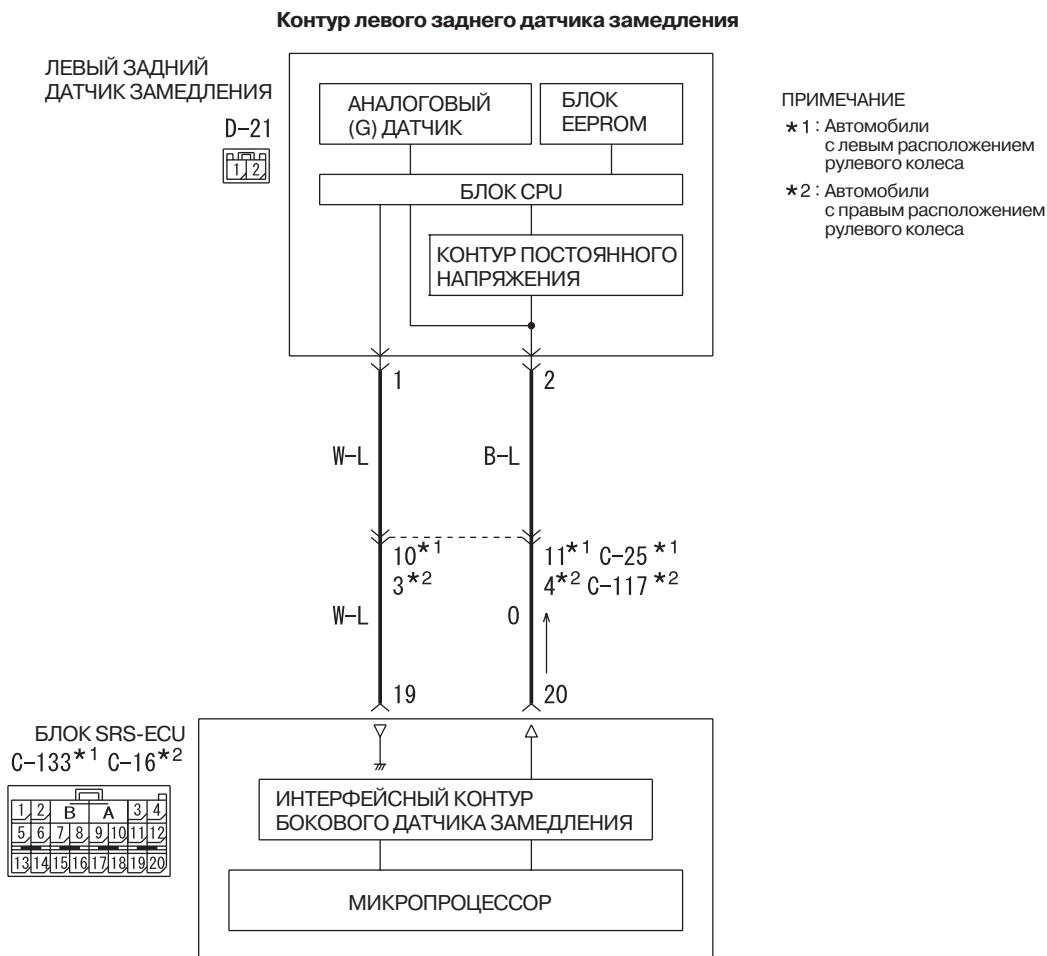 Контур левого заднего датчика замедления
ЛЕВЫЙ ЗАДНИЙ
ДАТЧИК ЗАМЕДЛЕНИЯ
D-21
1 2
АНАЛОГОВЫЙ
(G) ДАТЧИК
БЛОК
EEPROM
БЛОК CPU
КОНТУР ПОСТОЯННОГО
НАПРЯЖЕНИЯ
ПРИМЕЧАНИЕ
*1: Автомобили
с левым расположением
рулевого колеса
*2: Автомобили
с правым расположением
рулевого колеса
1 2
W-L B-L
10*1 11*1 C-25*1
3*2 4*2 C-117*2
W-L O
19 20
БЛОК SRS-ECU
C-133*1 C-16*2
1 2 B A 3 4
5 6 7 8 9 10 11 12
13 14 15 16 17 18 19 20
ИНТЕРФЕЙСНЫЙ КОНТУР
БОКОВОГО ДАТЧИКА ЗАМЕДЛЕНИЯ
МИКРОПРОЦЕССОР